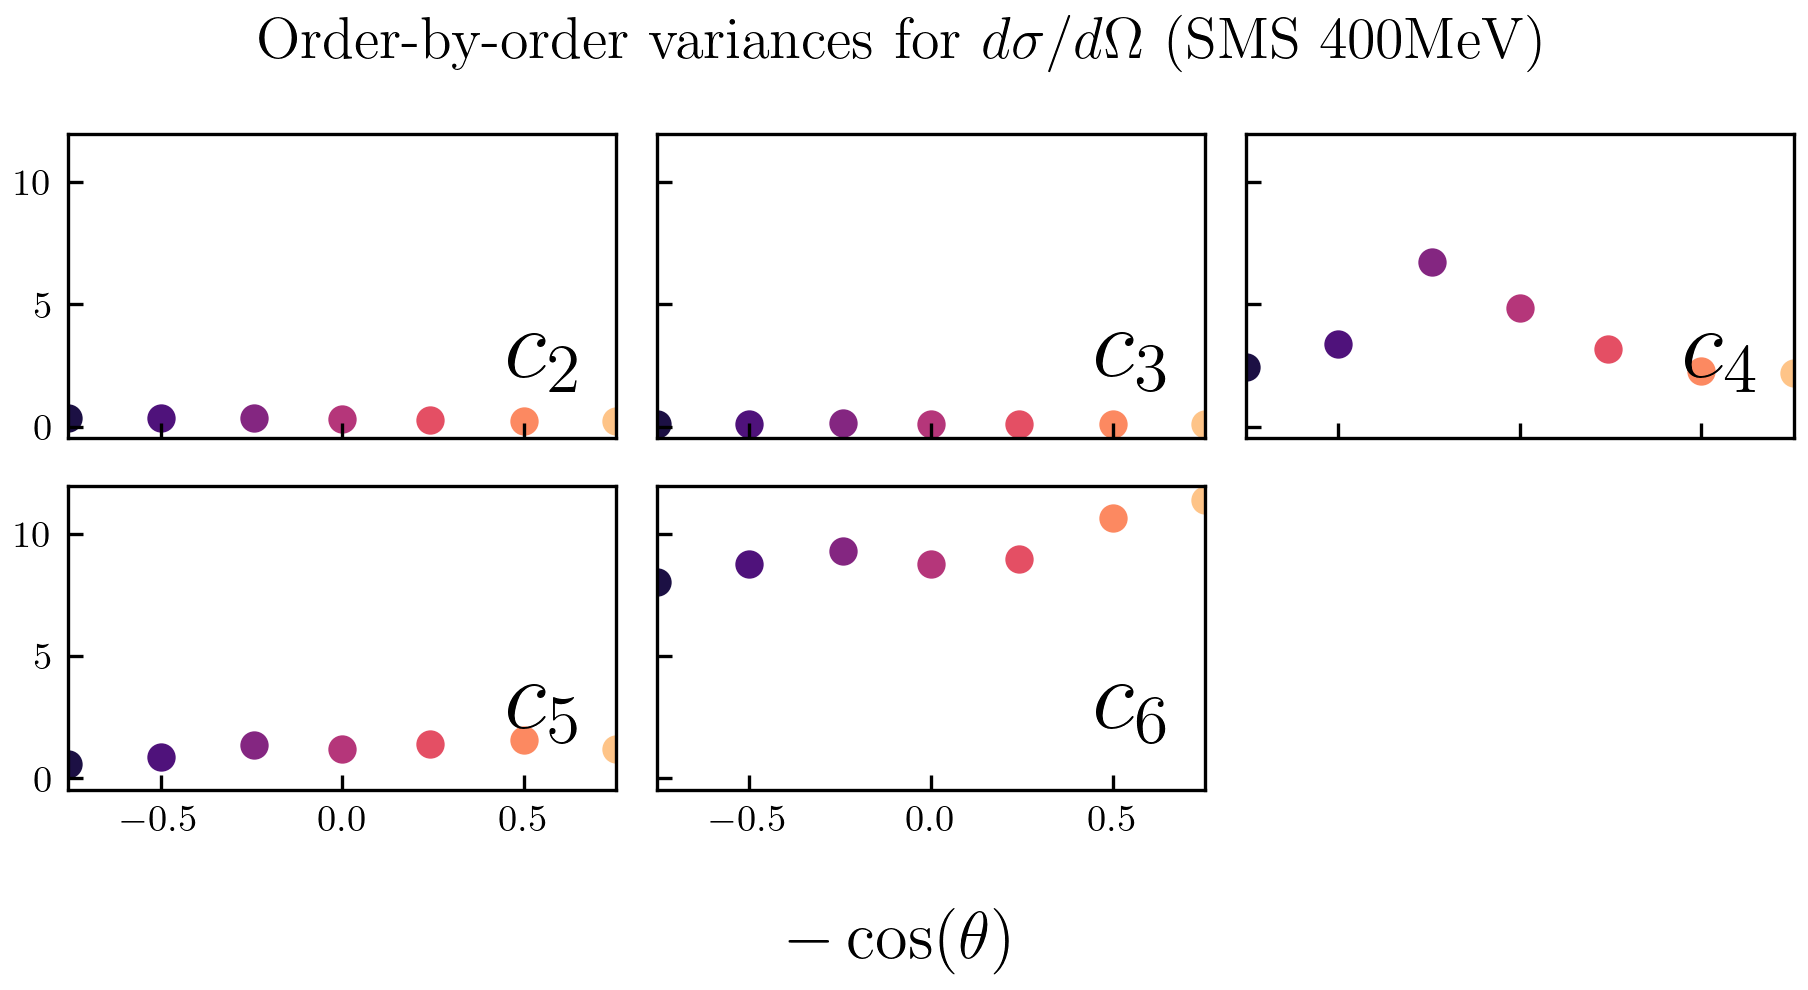 Order-by-order variances for dσ/dΩ (SMS 400MeV)
10
5
0
c₂
c₃
c₄
10
5
0
c₅
c₆
−0.5 0.0 0.5
−0.5 0.0 0.5
− cos(θ)